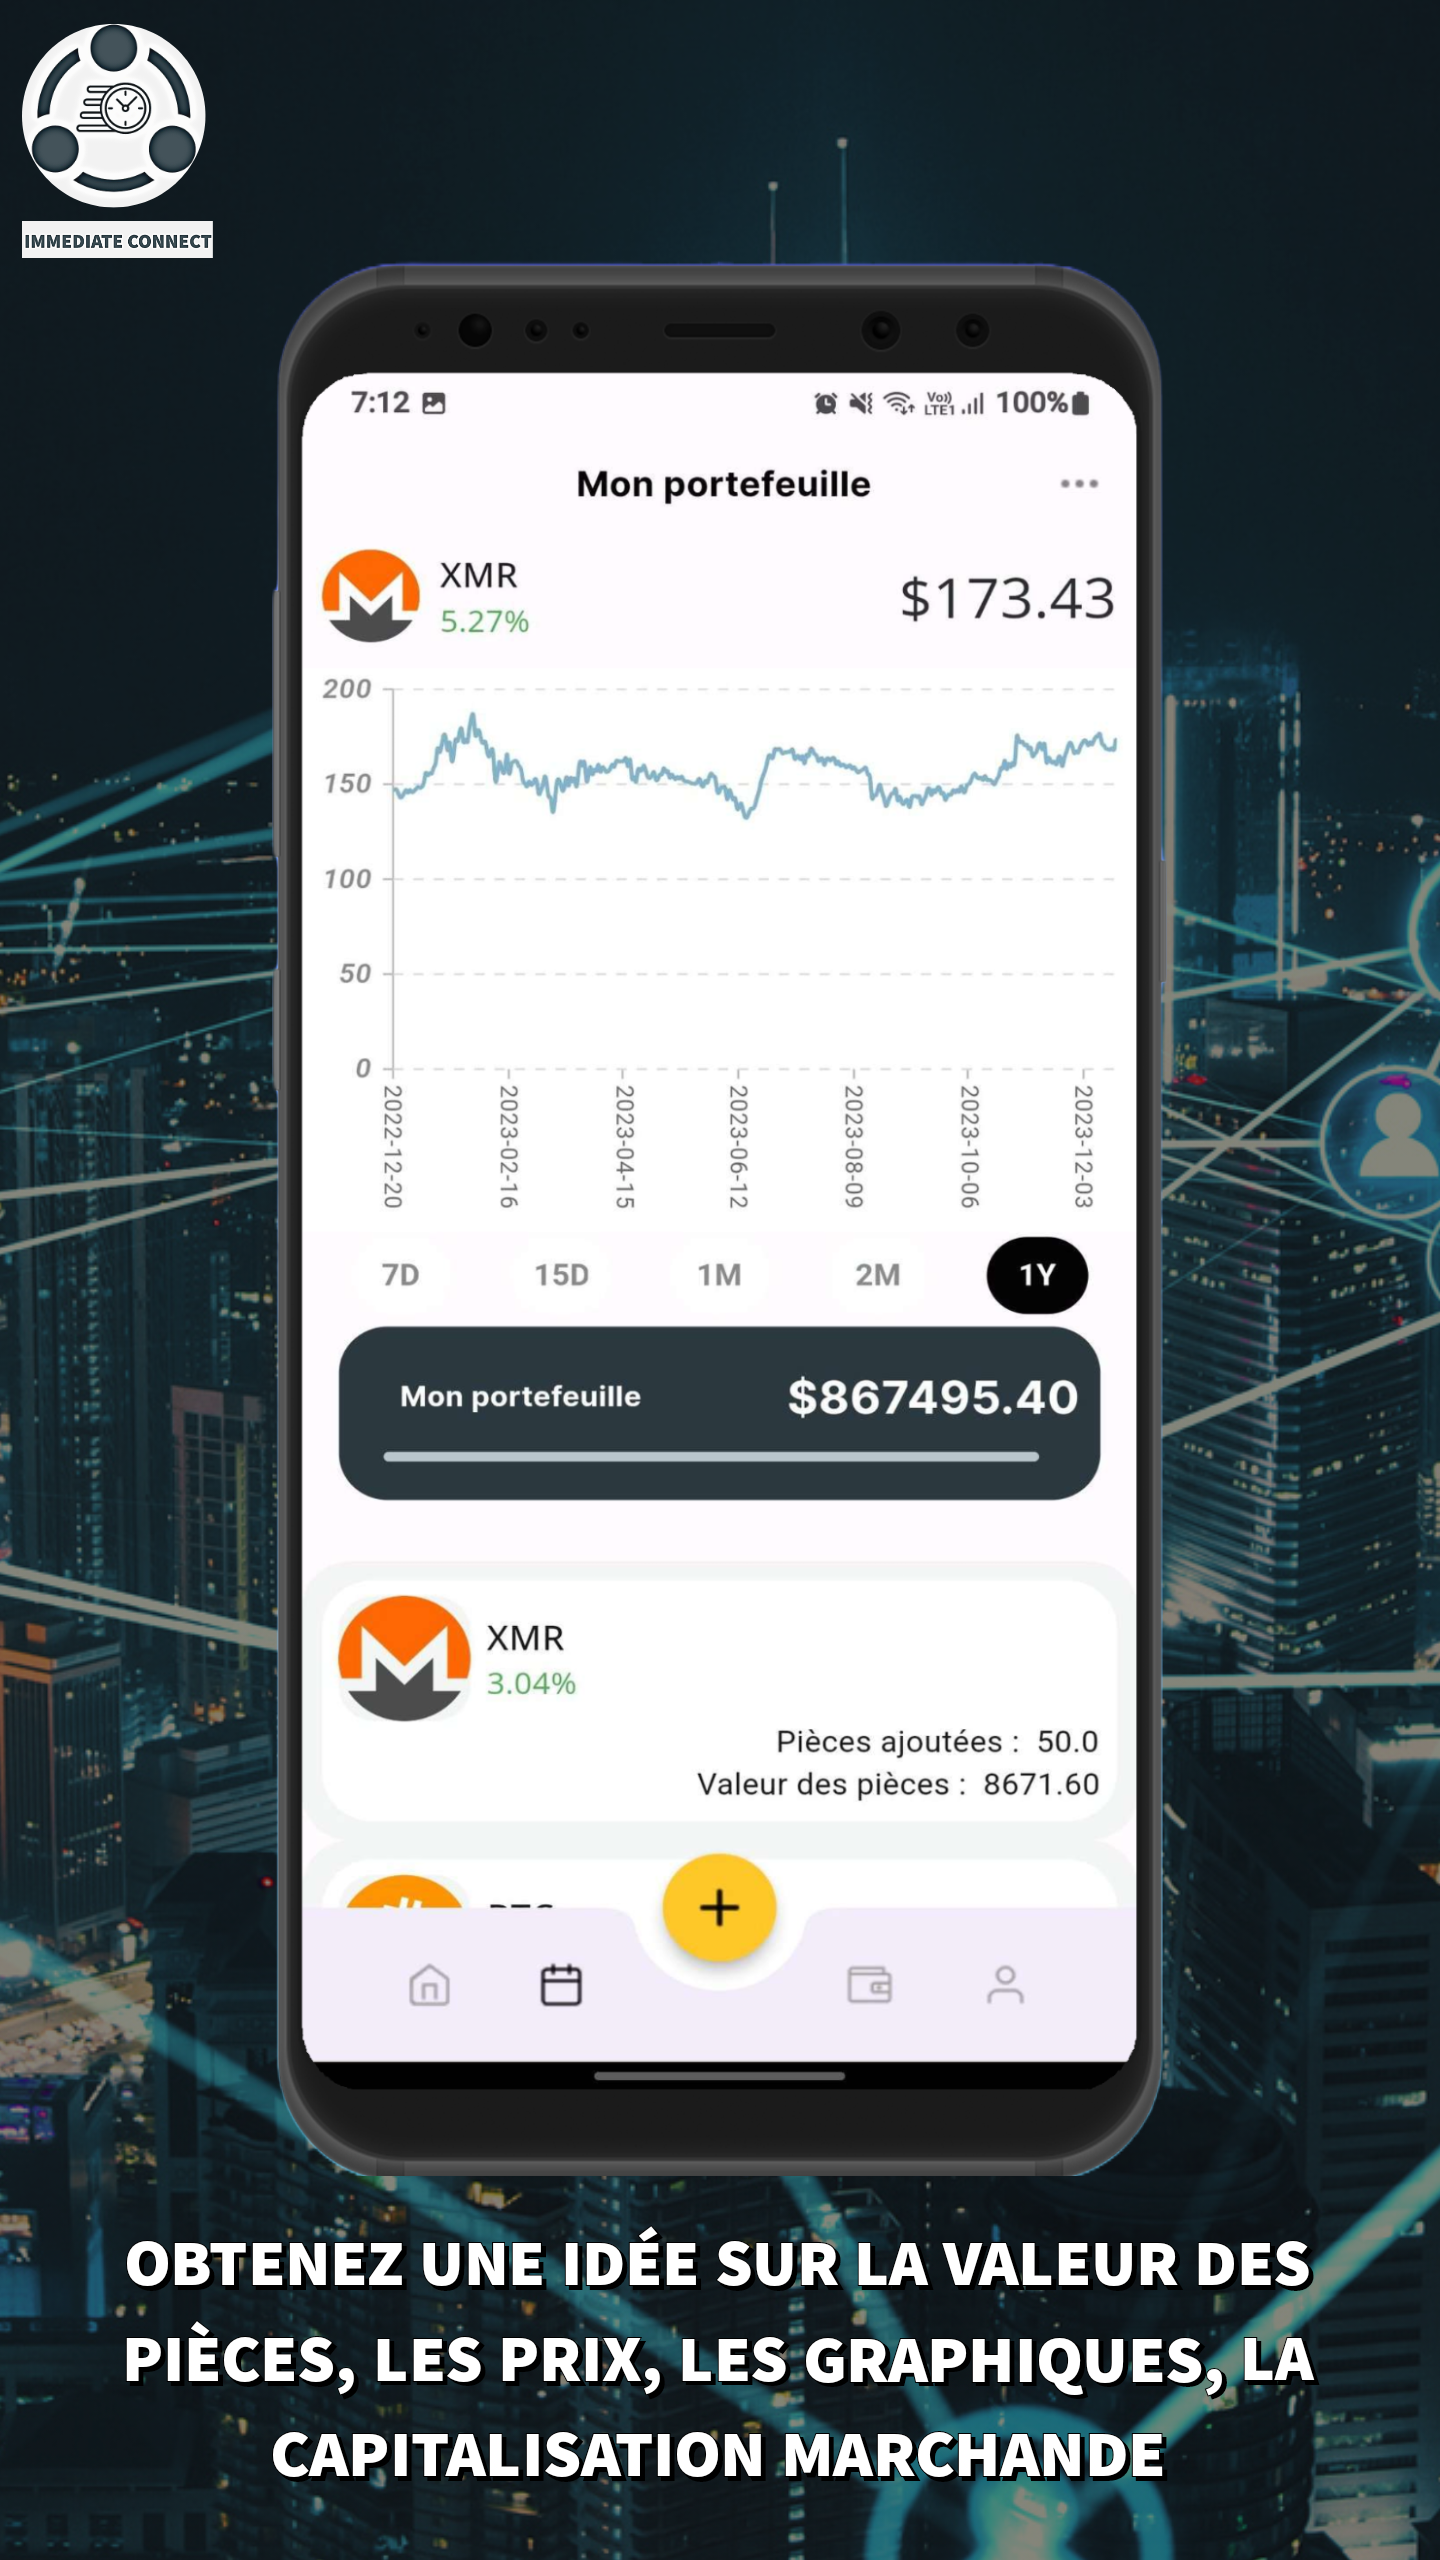 IMMEDIATE CONNECT
7:12
Vo))
LTE1
100%
Mon portefeuille
XMR
5.27%
$173.43
200
150
100
50
0
2022-12-20
2023-02-16
2023-04-15
2023-06-12
2023-08-09
2023-10-06
2023-12-03
7D 15D 1M 2M 1Y
Mon portefeuille $867495.40
XMR
3.04%
Pièces ajoutées : 50.0
Valeur des pièces : 8671.60
OBTENEZ UNE IDÉE SUR LA VALEUR DES
PIÈCES, LES PRIX, LES GRAPHIQUES, LA
CAPITALISATION MARCHANDE